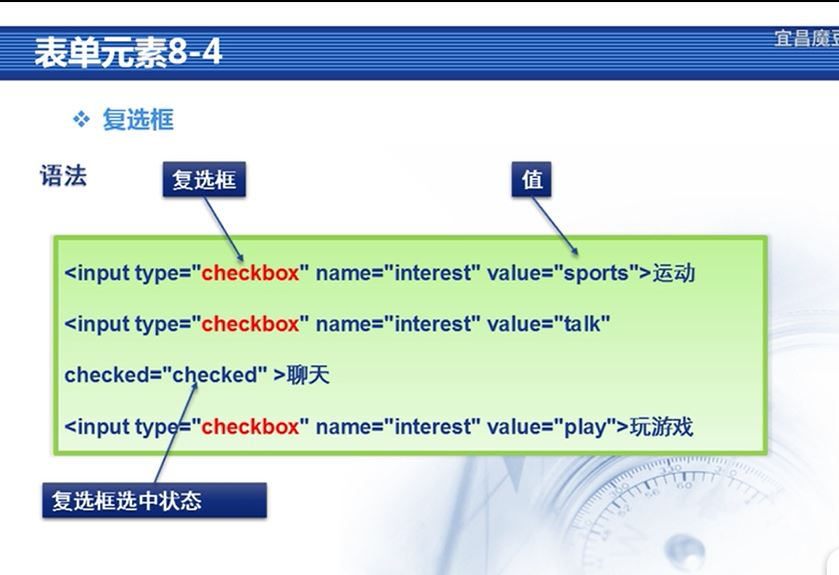 表单元素8-4
宜昌魔豆
复选框
语法
复选框
值
<input type="checkbox" name="interest" value="sports">运动
<input type="checkbox" name="interest" value="talk"
checked="checked" >聊天
<input type="checkbox" name="interest" value="play">玩游戏
复选框选中状态